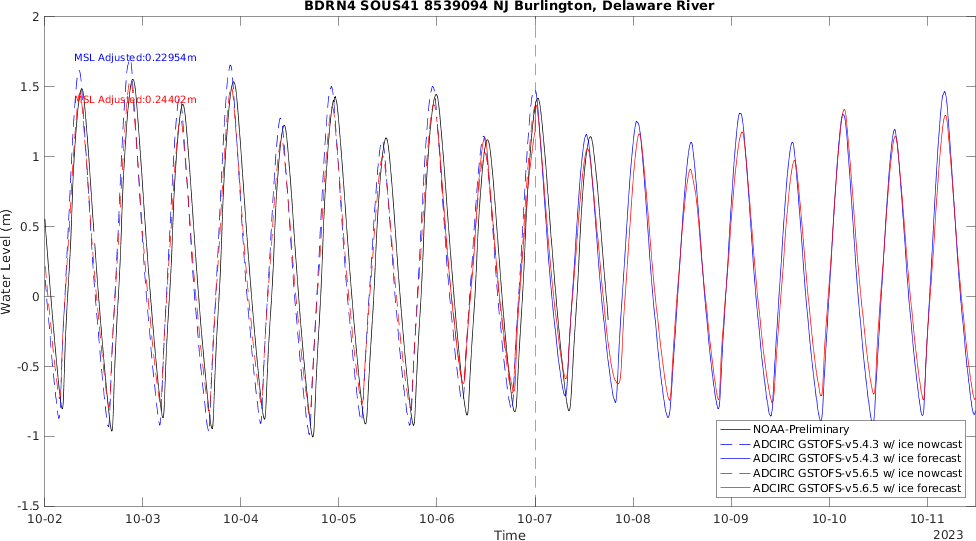 BDRN4 SOUS41 8539094 NJ Burlington, Delaware River
2
1.5
1
0.5
0
-0.5
-1
-1.5
Water Level (m)
MSL Adjusted:0.22954m
MSL Adjusted:0.24402m
NOAA-Preliminary
ADCIRC GSTOFS-v5.4.3 w/ ice nowcast
ADCIRC GSTOFS-v5.4.3 w/ ice forecast
ADCIRC GSTOFS-v5.6.5 w/ ice nowcast
ADCIRC GSTOFS-v5.6.5 w/ ice forecast
10-02 10-03 10-04 10-05 10-06 10-07 10-08 10-09 10-10 10-11
Time
2023